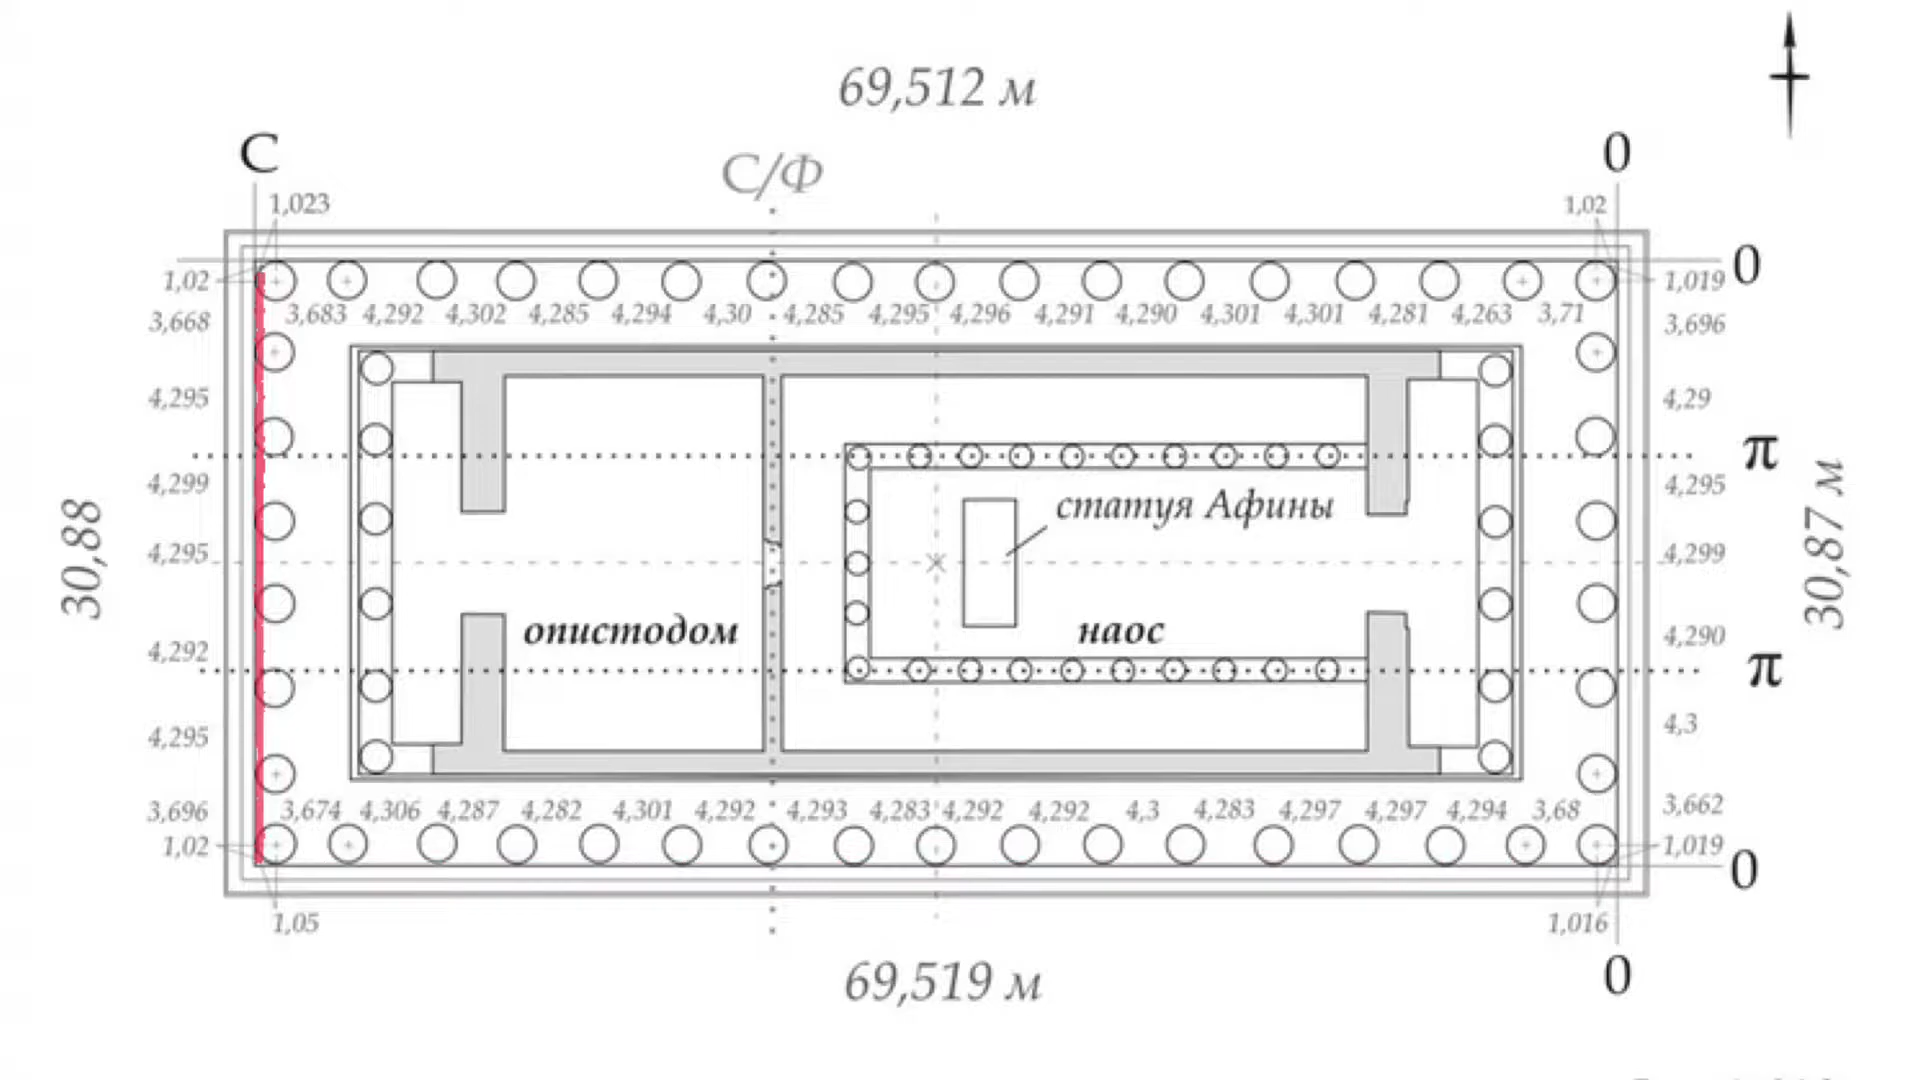 69,512 м
С
С/Ф
0
1,023
1,02
0
1,02
1,019
3,668
3,683 4,292 4,302 4,285 4,294 4,30 4,285 4,295 4,296 4,291 4,290 4,301 4,301 4,281 4,263 3,71
3,696
4,295
4,29
π
4,299
4,295
статуя Афины
30,88
30,87 м
4,295
4,299
опистодом
наос
4,290
4,292
π
4,295
4,3
3,696
3,674 4,306 4,287 4,282 4,301 4,292 4,293 4,283 4,292 4,292 4,3 4,283 4,297 4,297 4,294 3,68
3,662
1,02
1,019
0
1,05
1,016
69,519 м
0